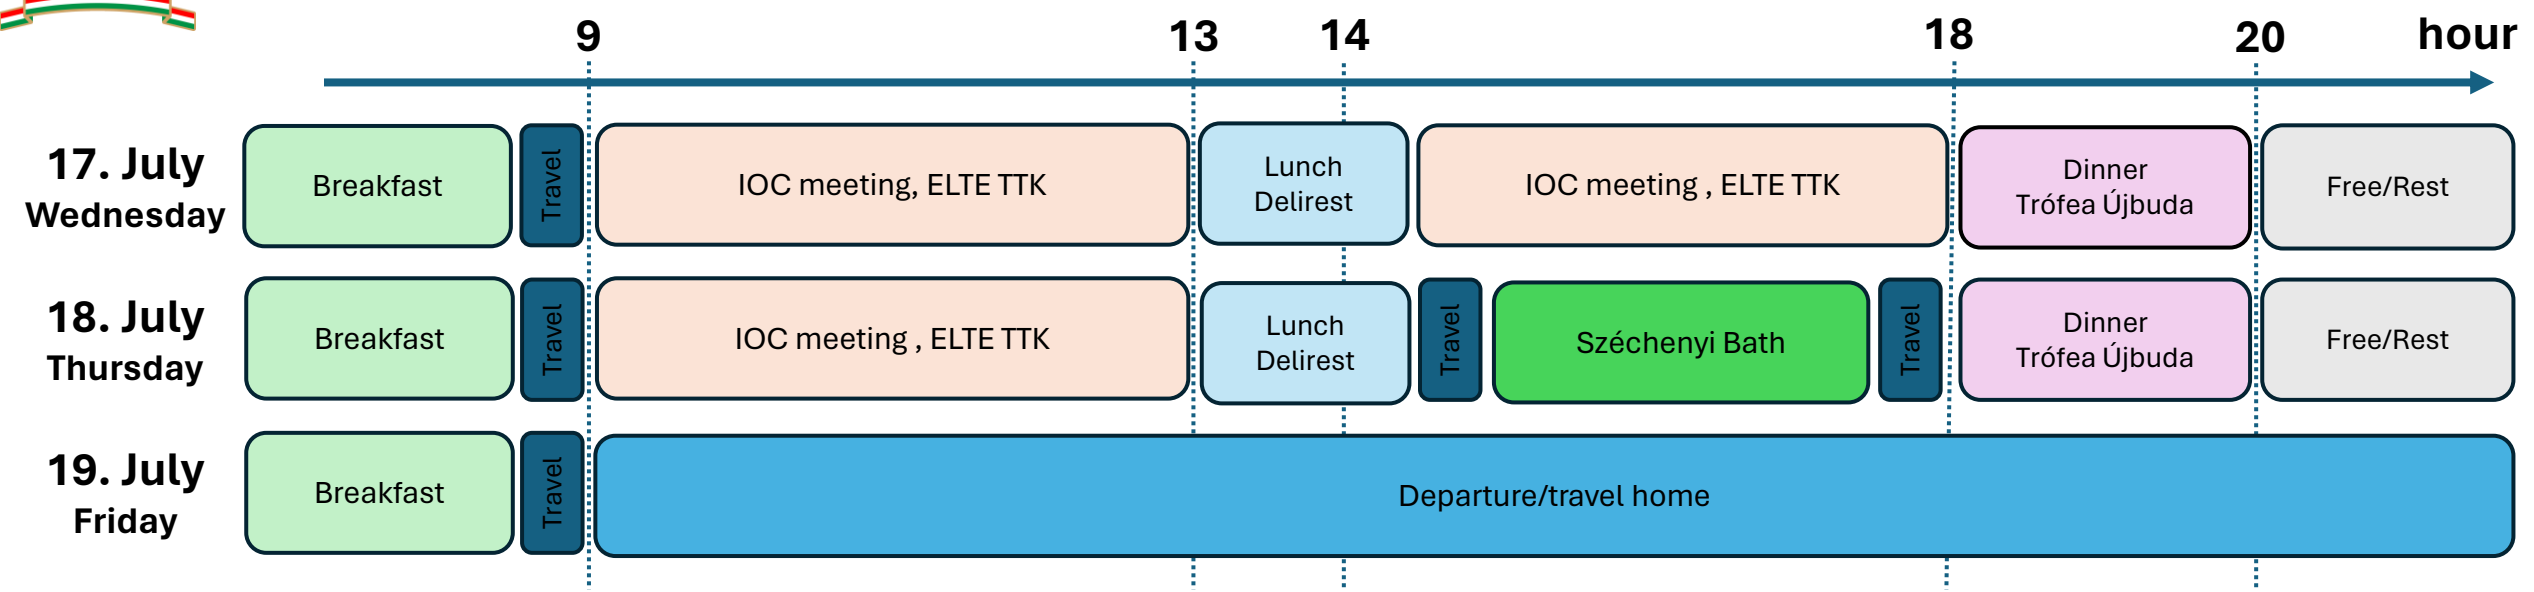 9 13 14 18 20 hour
17. July
Wednesday
Breakfast
Travel
IOC meeting, ELTE TTK
Lunch
Delirest
IOC meeting , ELTE TTK
Dinner
Trófea Újbuda
Free/Rest
18. July
Thursday
Breakfast
Travel
IOC meeting , ELTE TTK
Lunch
Delirest
Travel
Széchenyi Bath
Travel
Dinner
Trófea Újbuda
Free/Rest
19. July
Friday
Breakfast
Travel
Departure/travel home